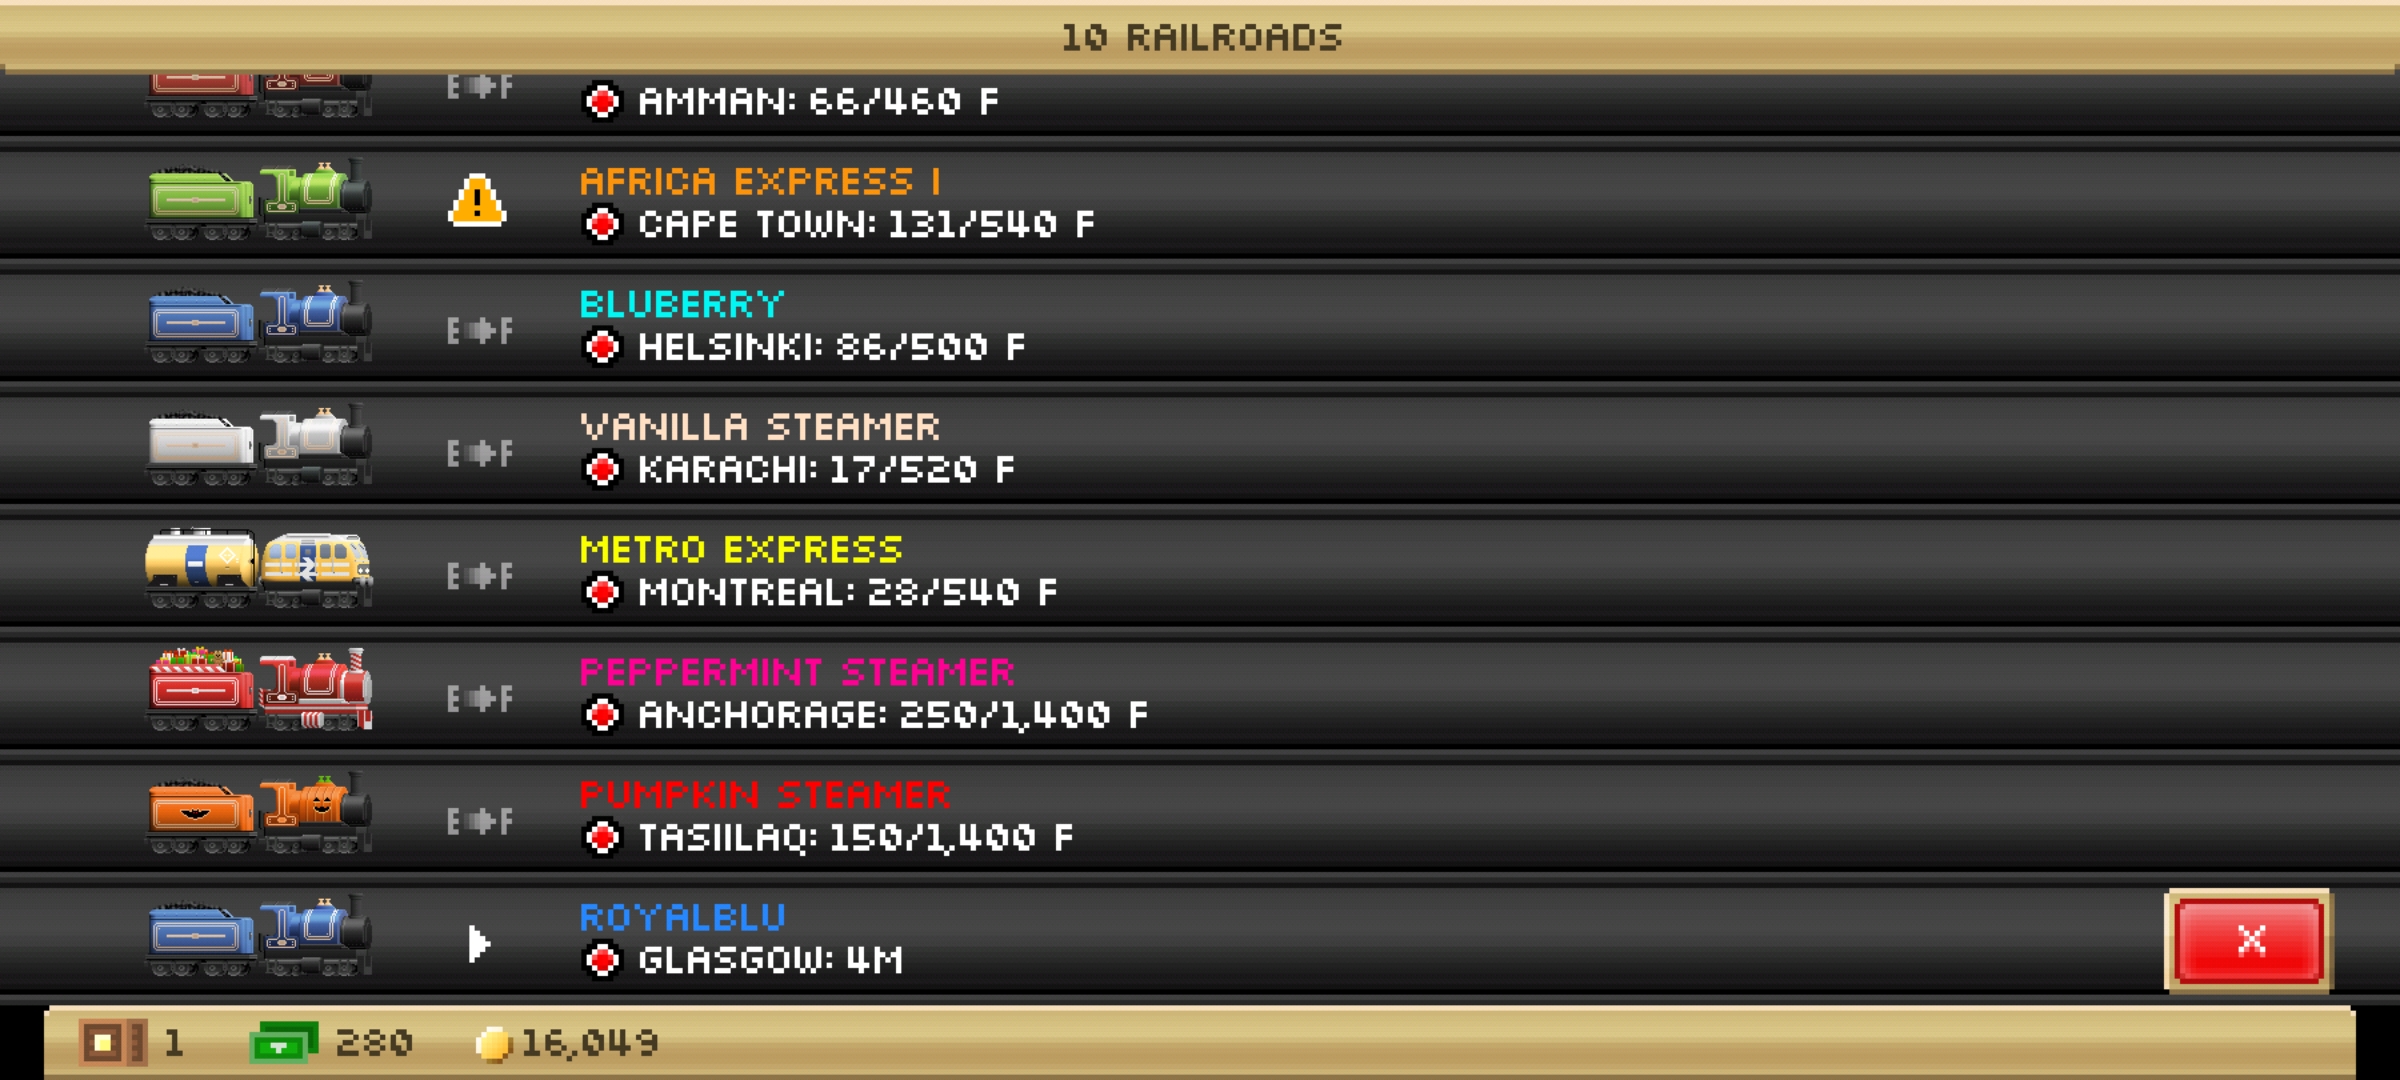 10 RAILROADS
E F
AMMAN: 66/460 F
AFRICA EXPRESS I
CAPE TOWN: 131/540 F
BLUBERRY
E F
HELSINKI: 86/500 F
VANILLA STEAMER
E F
KARACHI: 17/520 F
METRO EXPRESS
E F
MONTREAL: 28/540 F
PEPPERMINT STEAMER
E F
ANCHORAGE: 250/1,400 F
PUMPKIN STEAMER
E F
TASIILAQ: 150/1,400 F
ROYALBLU
GLASGOW: 4M
X
1 280 16,049